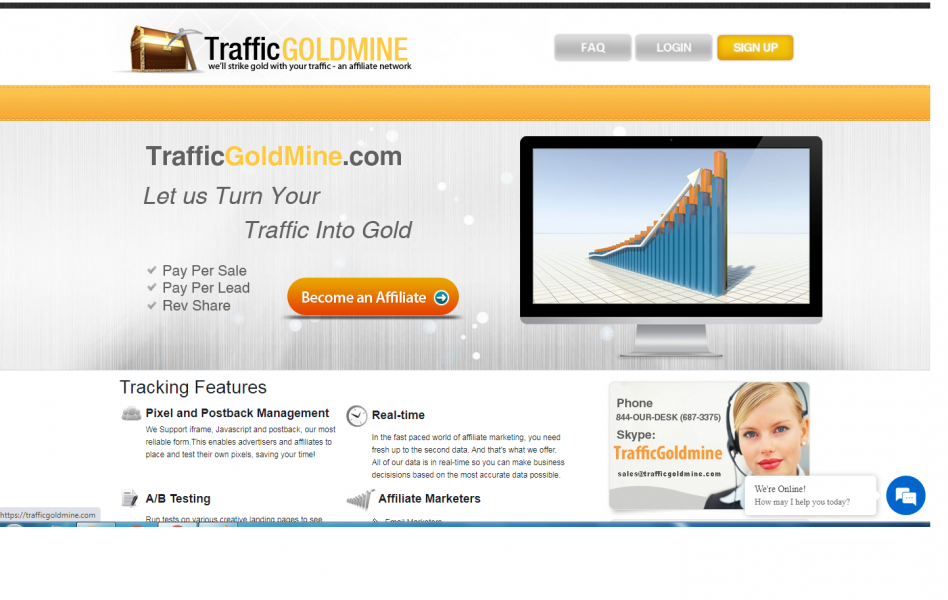 TrafficGOLDMINE
we'll strike gold with your traffic - an affiliate network
FAQ
LOGIN
SIGN UP
TrafficGoldMine.com
Let us Turn Your
Traffic Into Gold
Pay Per Sale
Pay Per Lead
Rev Share
Become an Affiliate
Tracking Features
Pixel and Postback Management
We Support iframe, Javascript and postback, our most
reliable form.This enables advertisers and affiliates to
place and test their own pixels, saving your time!
Real-time
In the fast paced world of affiliate marketing, you need
fresh up to the second data. And that's what we offer.
All of our data is in real-time so you can make business
decisisions based on the most accurate data possible.
Phone
844-OUR-DESK (687-3375)
Skype:
TrafficGoldmine
sales@trafficgoldmine.com
We're Online!
How may I help you today?
A/B Testing
Run tests on various creative landing pages to see
Affiliate Marketers
Email Marketers
https://trafficgoldmine.com